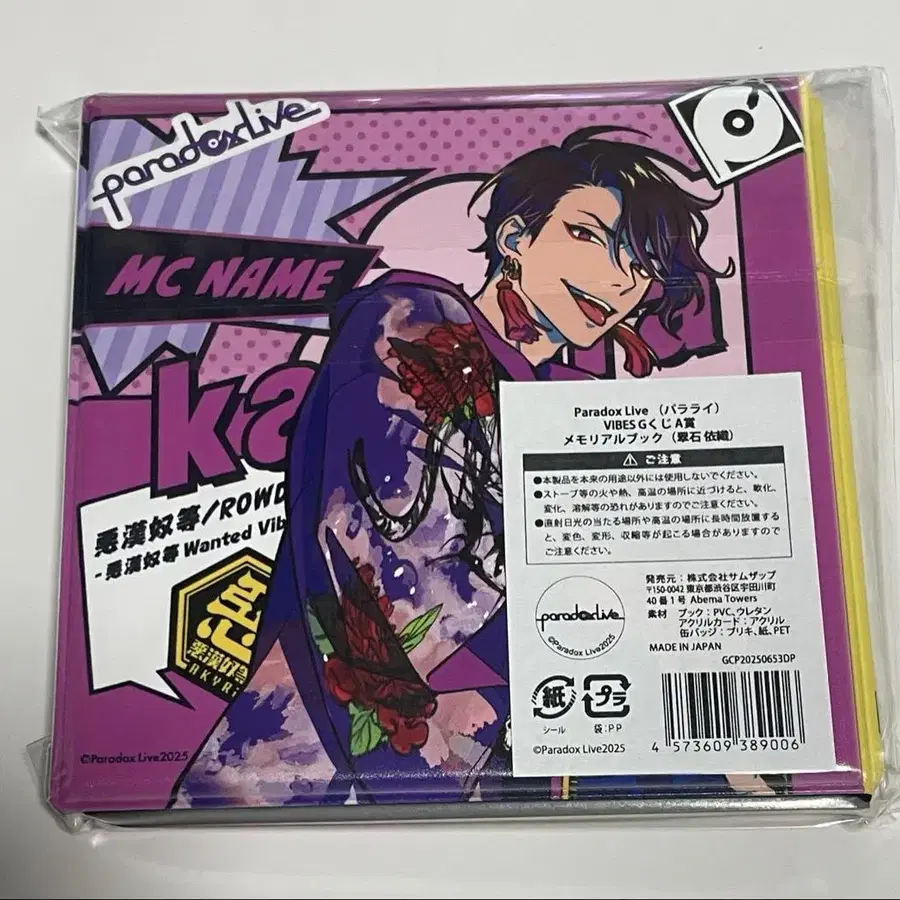 paradoxlive
MC NAME
悪漢奴等/ROWD
-悪漢奴等 Wanted Vib
悪漢奴等
©Paradox Live2025
Paradox Live （パラライ）
VIBES Gくじ A賞
メモリアルブック（翠石 依織）
⚠ ご注意
●本製品を本来の用途以外には使用しないでください。
●ストーブ等の火や熱、高温の場所に近づけると、軟化、
変化、溶解等の恐れがありますのでご注意ください。
●直射日光の当たる場所や高温の場所に長時間放置する
と、変色、変形、収縮等が起こる場合がありますので
ご注意ください。
paradoxlive
©Paradox Live2025
発売元：株式会社サムザップ
〒150-0042 東京都渋谷区宇田川町
40番1号 Abema Towers
素材 ブック：PVC、ウレタン
アクリルカード：アクリル
缶バッジ：ブリキ、紙、PET
MADE IN JAPAN
GCP20250653DP
紙
シール
プラ
袋：PP
©Paradox Live2025
4 573609 389006